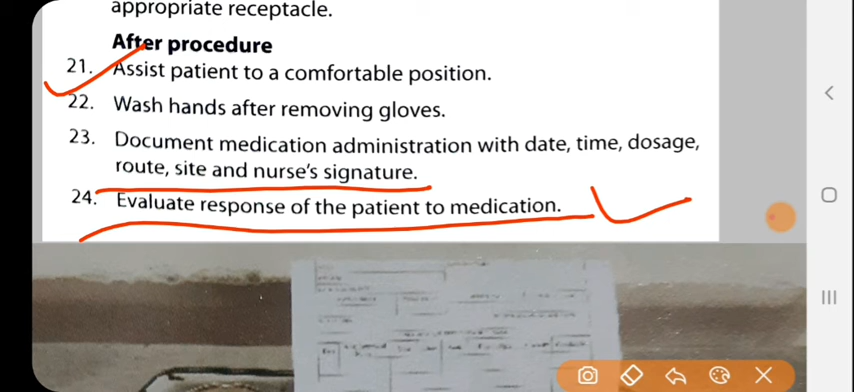 appropriate receptacle.
After procedure
21. Assist patient to a comfortable position.
22. Wash hands after removing gloves.
23. Document medication administration with date, time, dosage,
route, site and nurse's signature.
24. Evaluate response of the patient to medication.